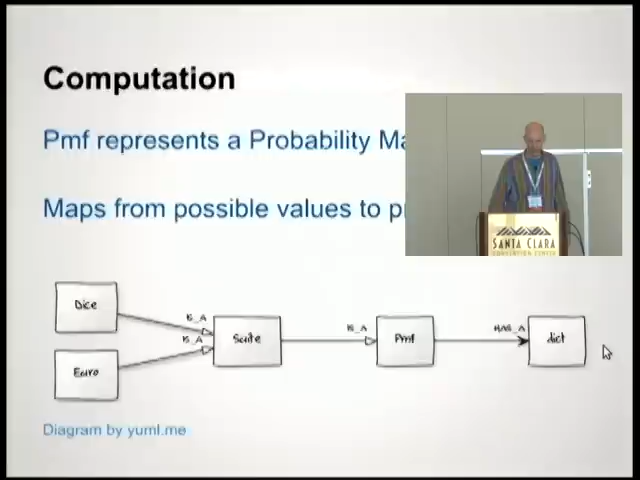 Computation
Pmf represents a Probability Ma
Maps from possible values to p
SANTA CLARA
CONVENTION CENTER
Dice
IS_A
IS_A
Suite
IS_A
Pmf
HAS_A
dict
Euro
Diagram by yuml.me